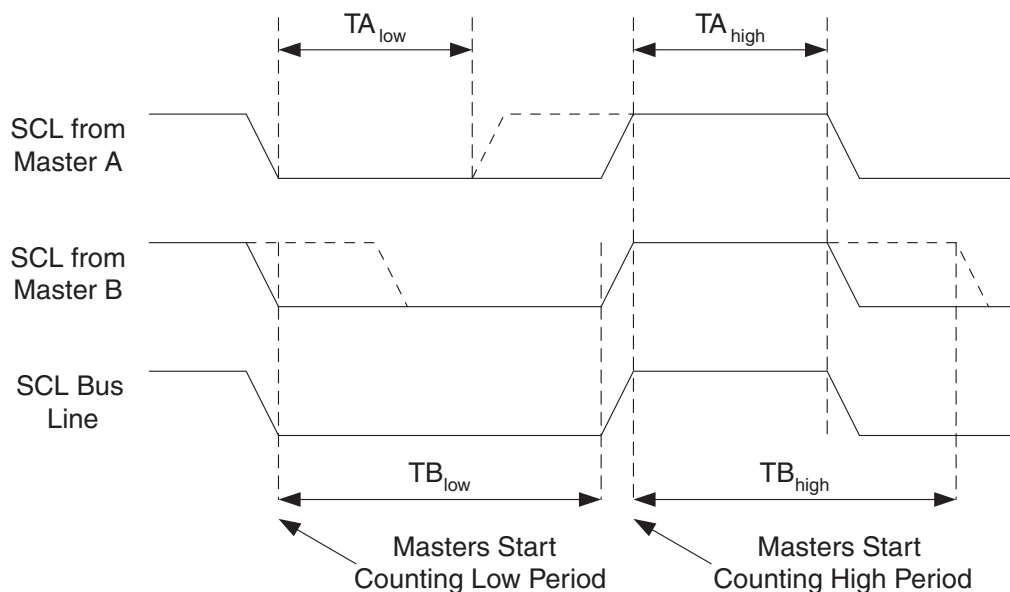 TA low
TA high
SCL from
Master A
SCL from
Master B
SCL Bus
Line
TB low
TB high
Masters Start
Counting Low Period
Masters Start
Counting High Period